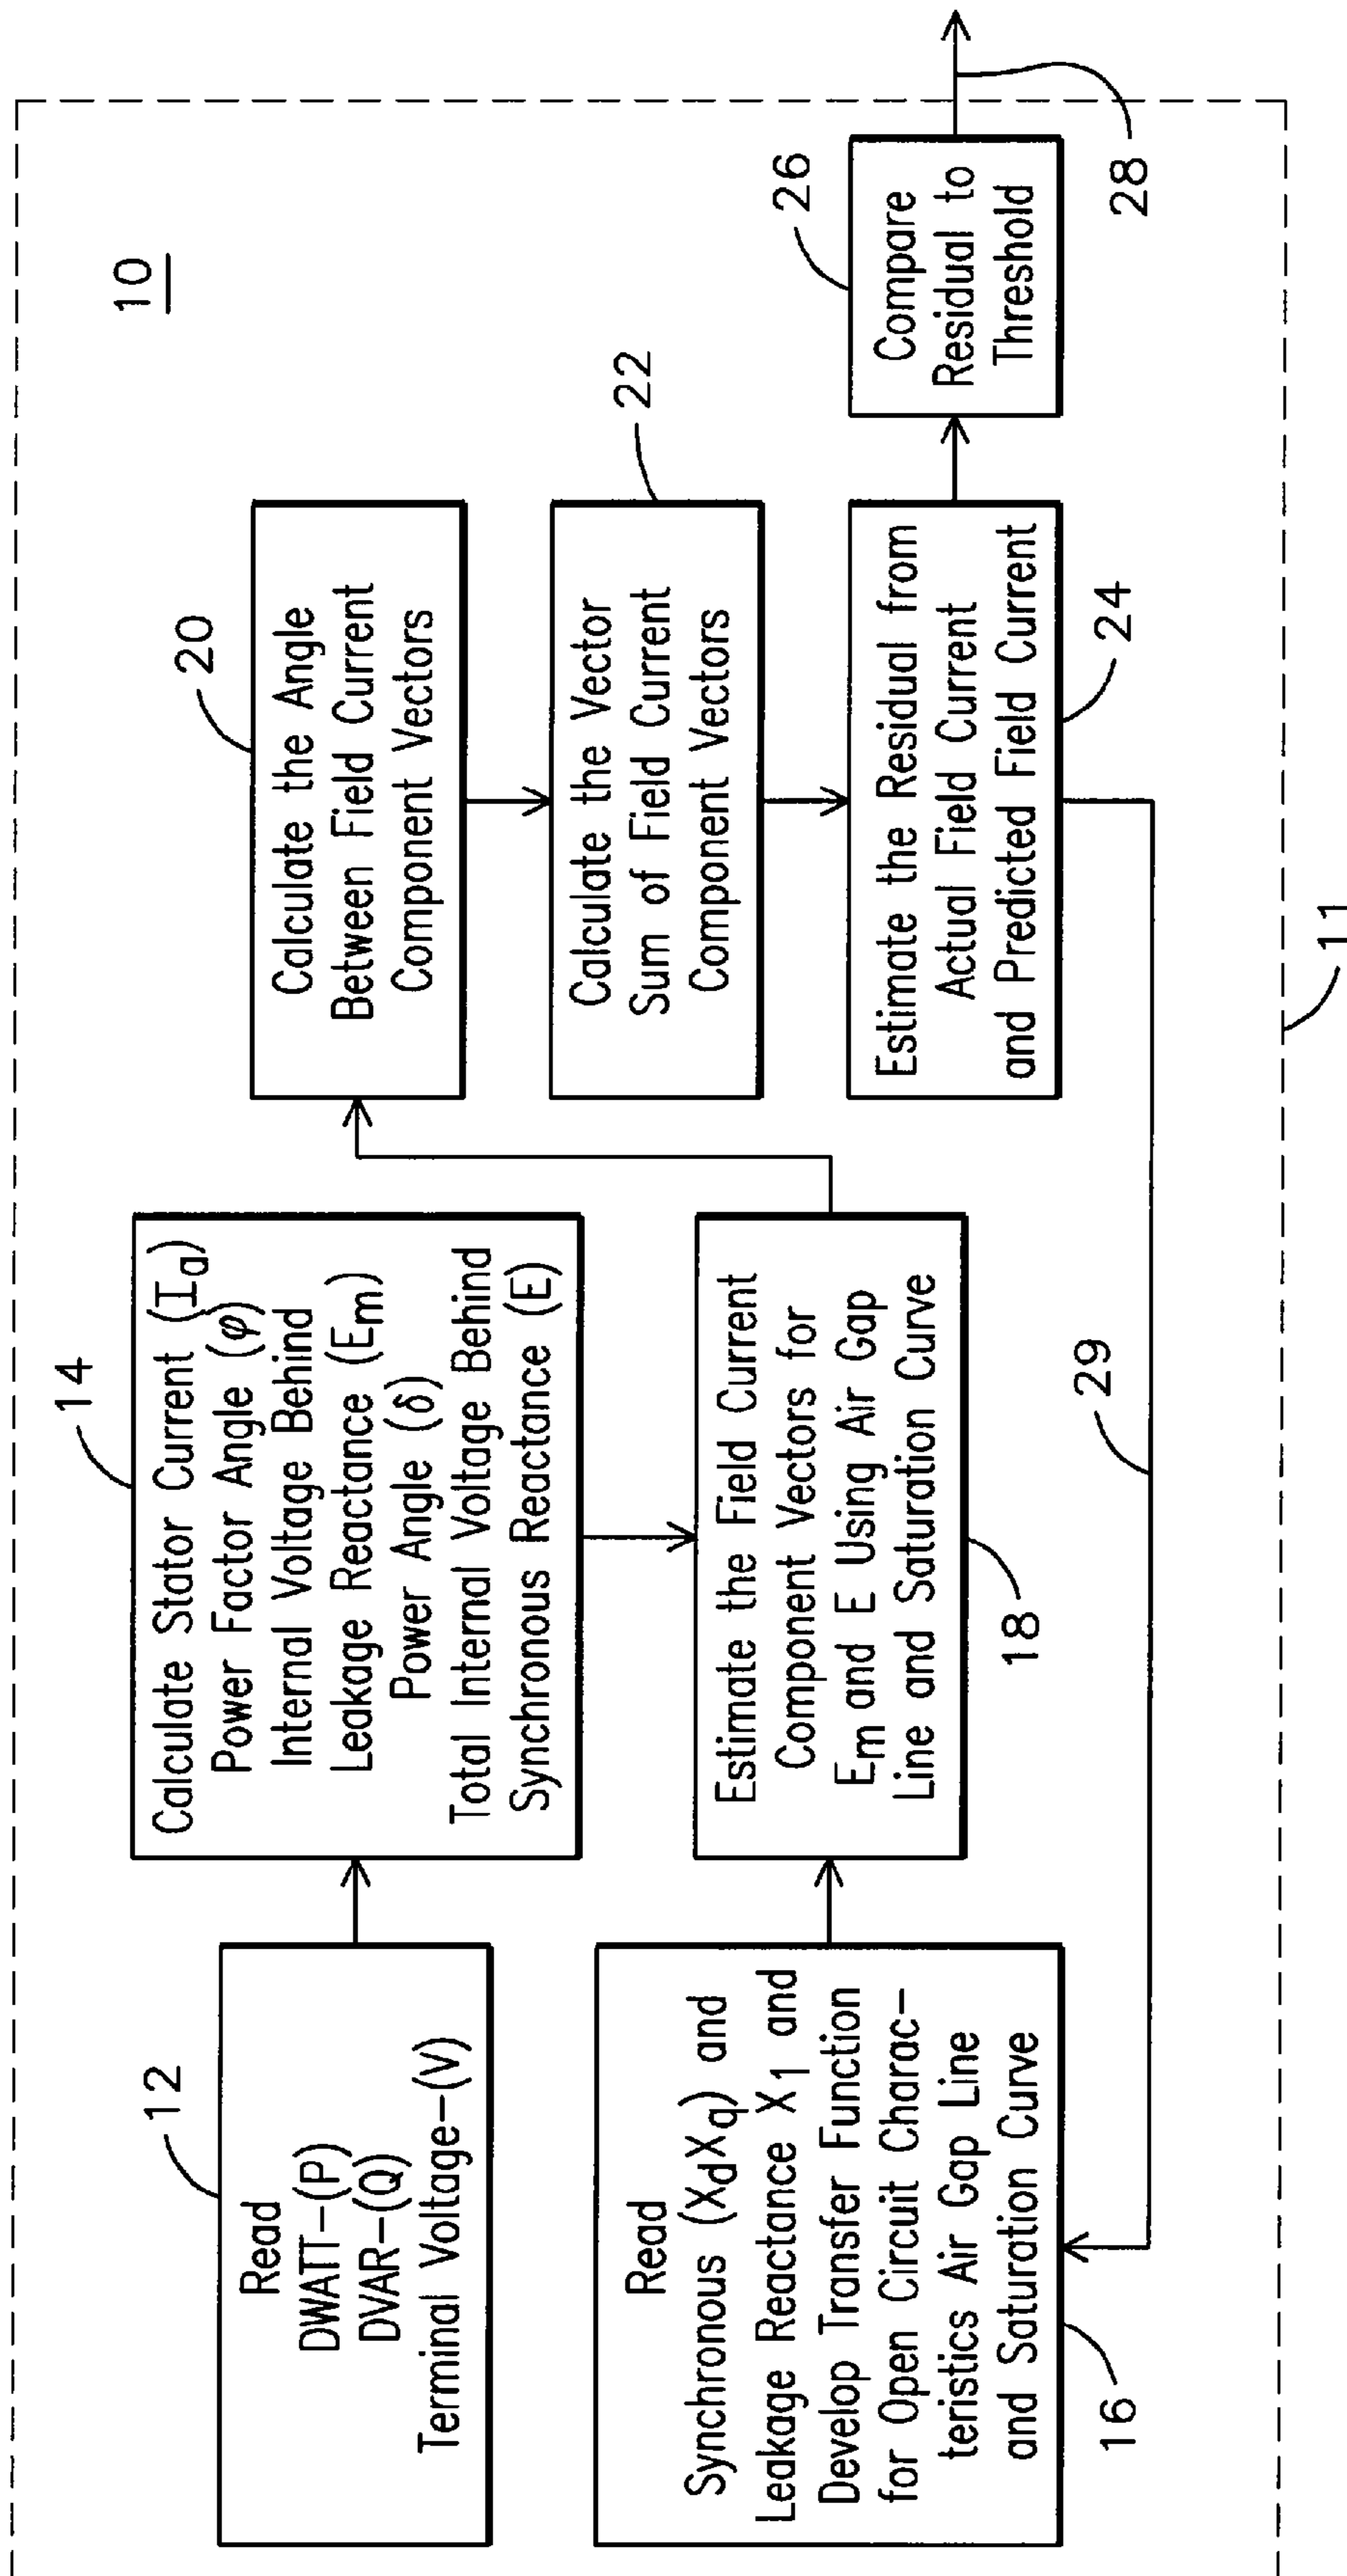 10
12
Read
DWATT-(P)
DVAR-(Q)
Terminal Voltage-(V)
14
Calculate Stator Current (Ia)
Power Factor Angle (φ)
Internal Voltage Behind
Leakage Reactance (Em)
Power Angle (δ)
Total Internal Voltage Behind
Synchronous Reactance (E)
16
Read
Synchronous (XdXq) and
Leakage Reactance X1 and
Develop Transfer Function
for Open Circuit Charac-
teristics Air Gap Line
and Saturation Curve
18
Estimate the Field Current
Component Vectors for
Em and E Using Air Gap
Line and Saturation Curve
20
Calculate the Angle
Between Field Current
Component Vectors
22
Calculate the Vector
Sum of Field Current
Component Vectors
Estimate the Residual from
Actual Field Current
and Predicted Field Current
24
26
Compare
Residual to
Threshold
28
29
11